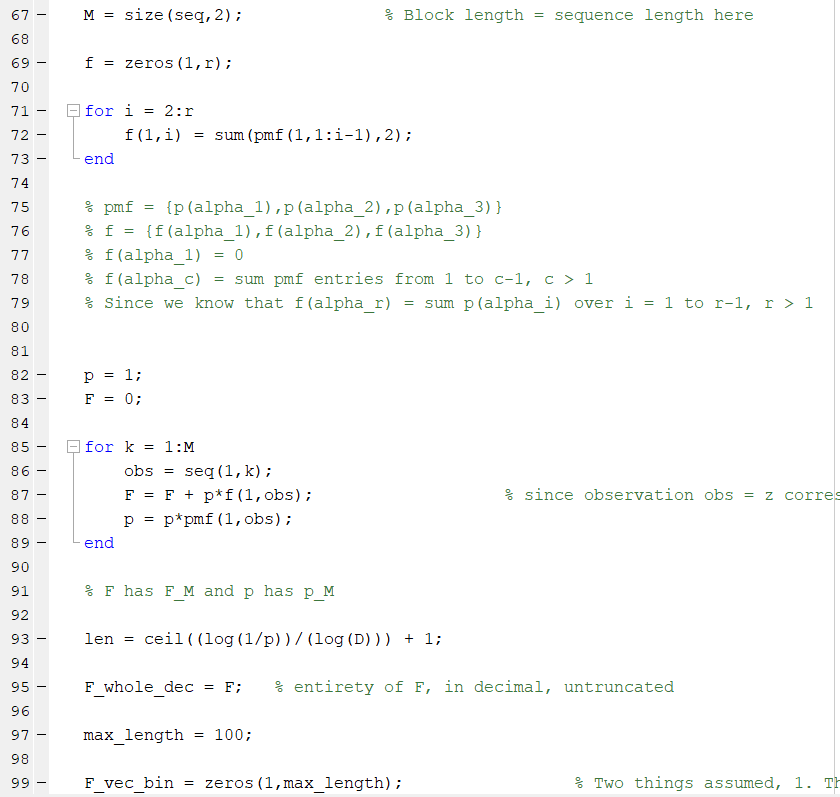 67 –    M = size(seq,2);    % Block length = sequence length here
68
69 –    f = zeros(1,r);
70
71 –    for i = 2:r
72 –        f(1,i) = sum(pmf(1,1:i-1),2);
73 –    end
74
75    % pmf = {p(alpha_1),p(alpha_2),p(alpha_3)}
76    % f = {f(alpha_1),f(alpha_2),f(alpha_3)}
77    % f(alpha_1) = 0
78    % f(alpha_c) = sum pmf entries from 1 to c-1, c > 1
79    % Since we know that f(alpha_r) = sum p(alpha_i) over i = 1 to r-1, r > 1
80
81
82 –    p = 1;
83 –    F = 0;
84
85 –    for k = 1:M
86 –        obs = seq(1,k);
87 –        F = F + p*f(1,obs);    % since observation obs = z corres
88 –        p = p*pmf(1,obs);
89 –    end
90
91    % F has F_M and p has p_M
92
93 –    len = ceil((log(1/p))/(log(D))) + 1;
94
95 –    F_whole_dec = F;    % entirety of F, in decimal, untruncated
96
97 –    max_length = 100;
98
99 –    F_vec_bin = zeros(1,max_length);    % Two things assumed, 1. Th